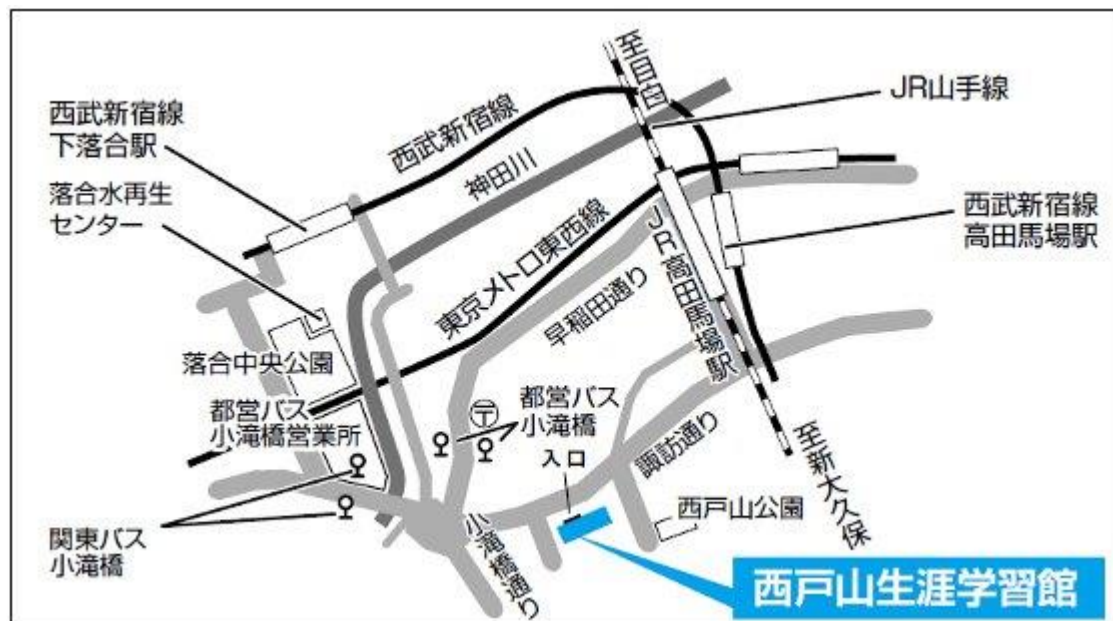 至目白
JR山手線
西武新宿線
下落合駅
西武新宿線
神田川
落合水再生
センター
東京メトロ東西線
JR高田馬場駅
西武新宿線
高田馬場駅
早稲田通り
落合中央公園
都営バス
小滝橋営業所
〒
都営バス
小滝橋
入口
諏訪通り
至新大久保
西戸山公園
関東バス
小滝橋
小滝橋通り
西戸山生涯学習館